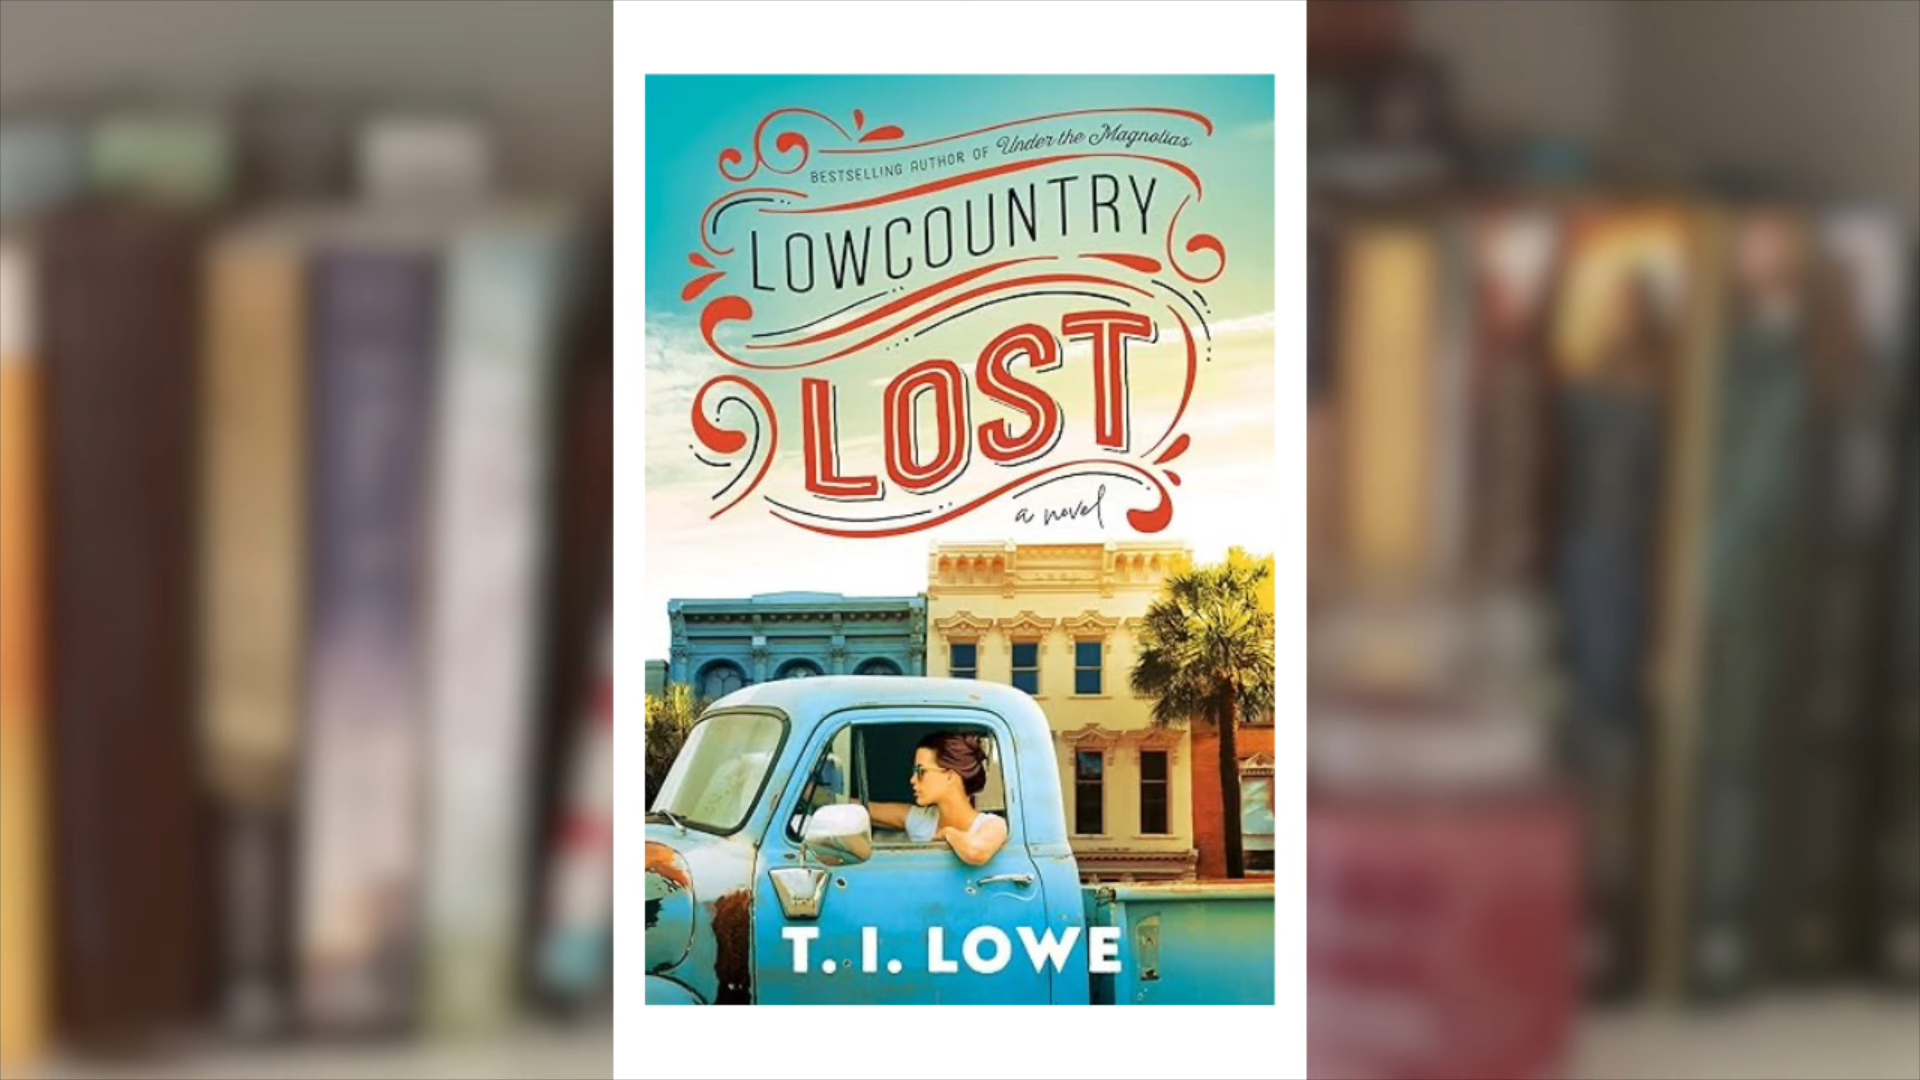 BESTSELLING AUTHOR OF Under the Magnolias
LOWCOUNTRY
LOST
a novel
T. I. LOWE